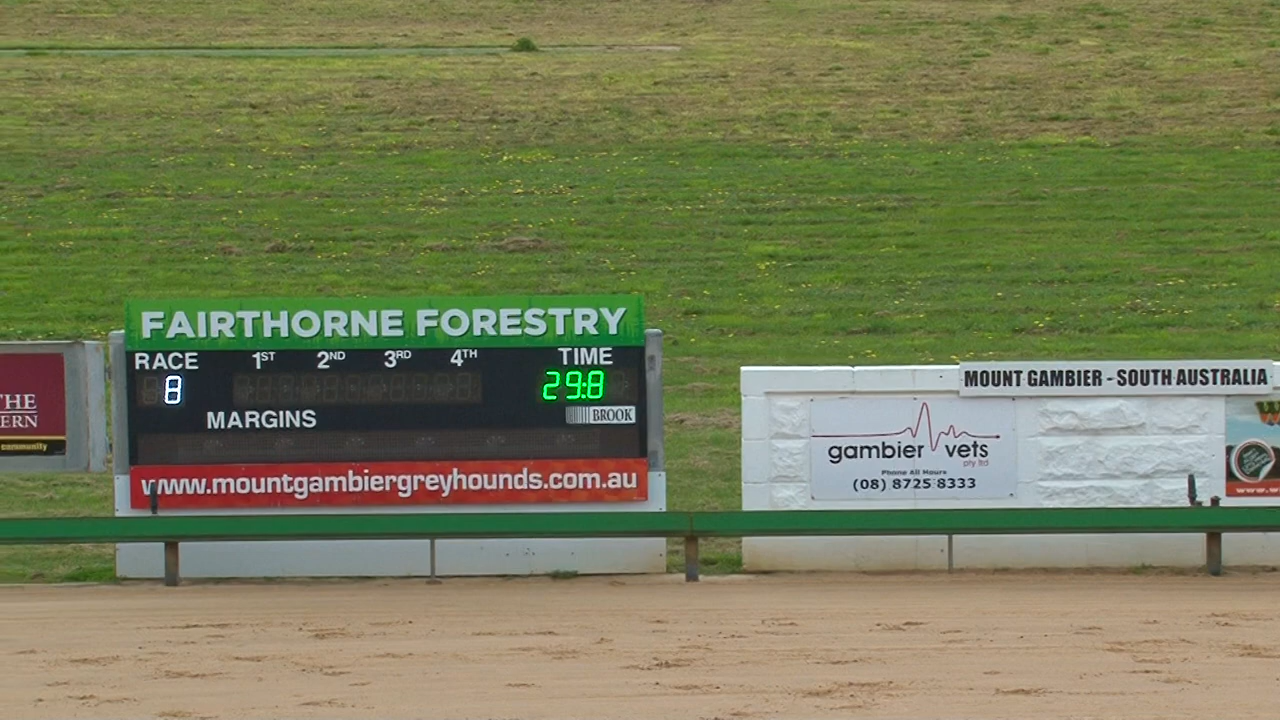 FAIRTHORNE FORESTRY
RACE 1ST 2ND 3RD 4TH TIME
8 29:8
MARGINS BROOK
www.mountgambiergreyhounds.com.au
THE
ERN
community
MOUNT GAMBIER - SOUTH AUSTRALIA
gambier vets
pty ltd
Phone All Hours
(08) 8725 8333